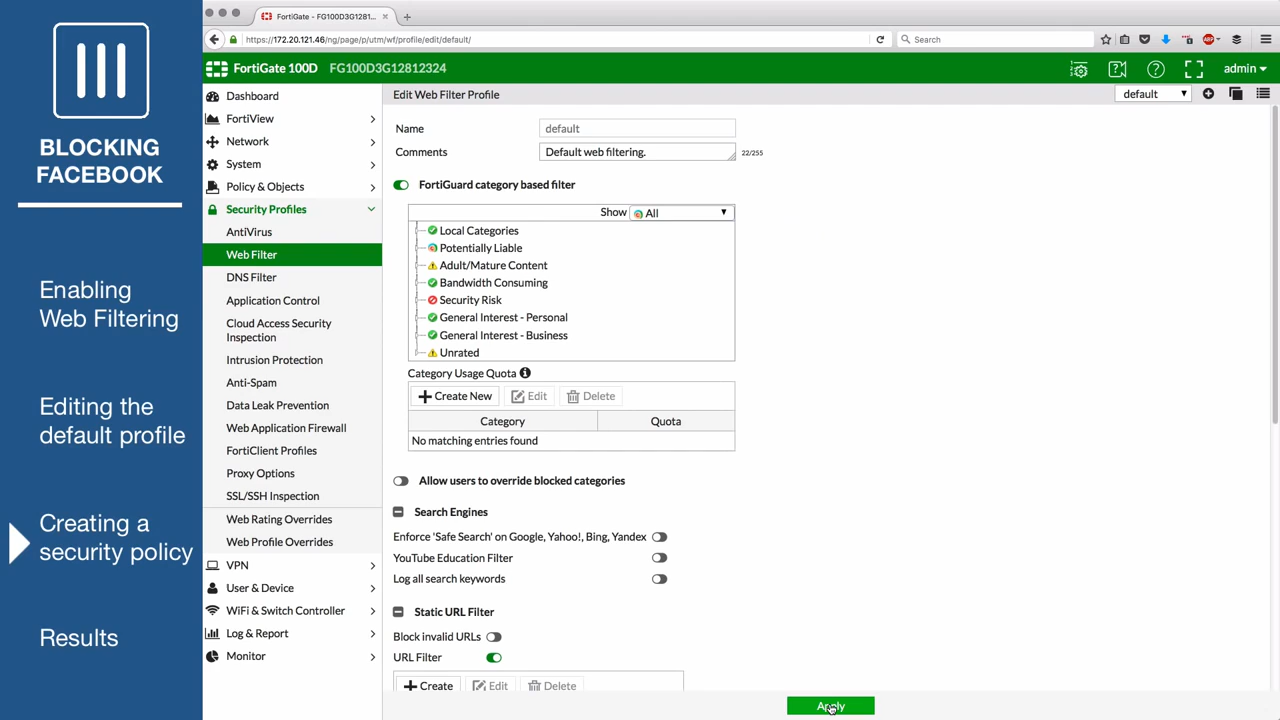 BLOCKING
FACEBOOK
Enabling
Web Filtering
Editing the
default profile
Creating a
security policy
Results
FortiGate - FG100D3G1281...
https://172.20.121.46/ng/page/p/utm/wf/profile/edit/default/
Search
ABP
FortiGate 100D FG100D3G12812324
admin
Dashboard
FortiView
Network
System
Policy & Objects
Security Profiles
AntiVirus
Web Filter
DNS Filter
Application Control
Cloud Access Security
Inspection
Intrusion Protection
Anti-Spam
Data Leak Prevention
Web Application Firewall
FortiClient Profiles
Proxy Options
SSL/SSH Inspection
Web Rating Overrides
Web Profile Overrides
VPN
User & Device
WiFi & Switch Controller
Log & Report
Monitor
Edit Web Filter Profile
default
Name default
Comments Default web filtering. 22/255
FortiGuard category based filter
Show All
Local Categories
Potentially Liable
Adult/Mature Content
Bandwidth Consuming
Security Risk
General Interest - Personal
General Interest - Business
Unrated
Category Usage Quota
Create New Edit Delete
Category Quota
No matching entries found
Allow users to override blocked categories
Search Engines
Enforce 'Safe Search' on Google, Yahoo!, Bing, Yandex
YouTube Education Filter
Log all search keywords
Static URL Filter
Block invalid URLs
URL Filter
Create Edit Delete
Apply